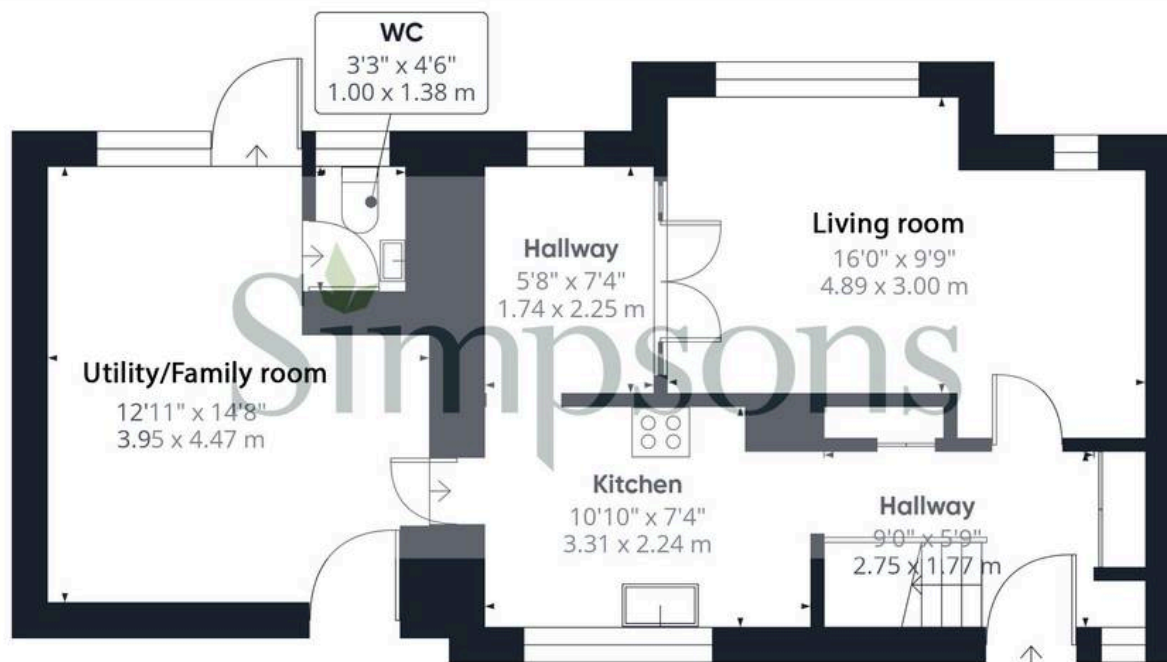 WC
3'3" x 4'6"
1.00 x 1.38 m
Living room
16'0" x 9'9"
4.89 x 3.00 m
Hallway
5'8" x 7'4"
1.74 x 2.25 m
Simpsons
Utility/Family room
12'11" x 14'8"
3.95 x 4.47 m
Kitchen
10'10" x 7'4"
3.31 x 2.24 m
Hallway
9'0" x 5'9"
2.75 x 1.77 m